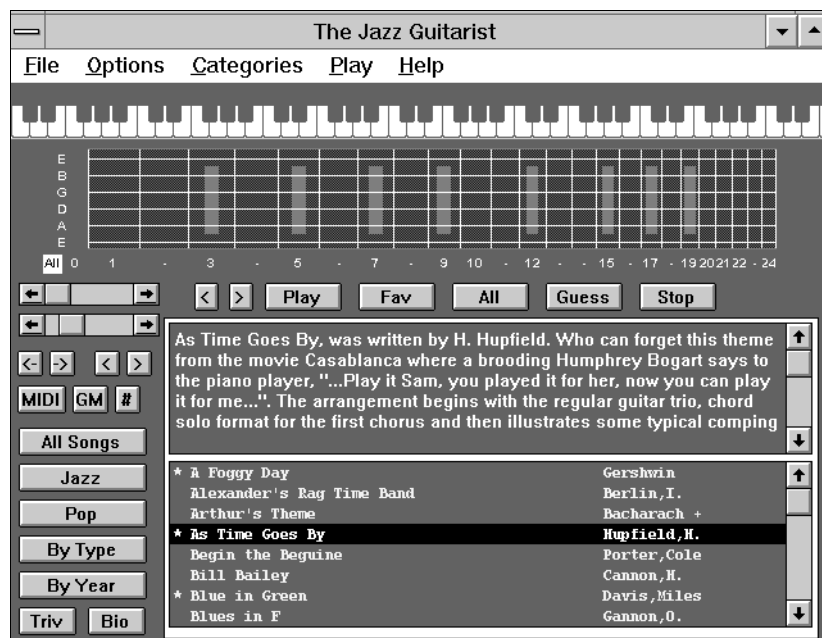 The Jazz Guitarist
File Options Categories Play Help
E
B
G
D
A
E
All 0 1 - 3 - 5 - 7 - 9 10 - 12 - - 15 - 17 - 19 20 21 22 - 24
< > Play Fav All Guess Stop
As Time Goes By, was written by H. Hupfield. Who can forget this theme
from the movie Casablanca where a brooding Humphrey Bogart says to
the piano player, "...Play it Sam, you played it for her, now you can play
it for me...". The arrangement begins with the regular guitar trio, chord
solo format for the first chorus and then illustrates some typical comping
<- -> < >
MIDI GM #
All Songs
Jazz
Pop
By Type
By Year
Triv Bio
* A Foggy Day Gershwin
Alexander's Rag Time Band Berlin,I.
Arthur's Theme Bacharach +
* As Time Goes By Hupfield,H.
Begin the Beguine Porter,Cole
Bill Bailey Cannon,H.
* Blue in Green Davis,Miles
Blues in F Gannon,O.